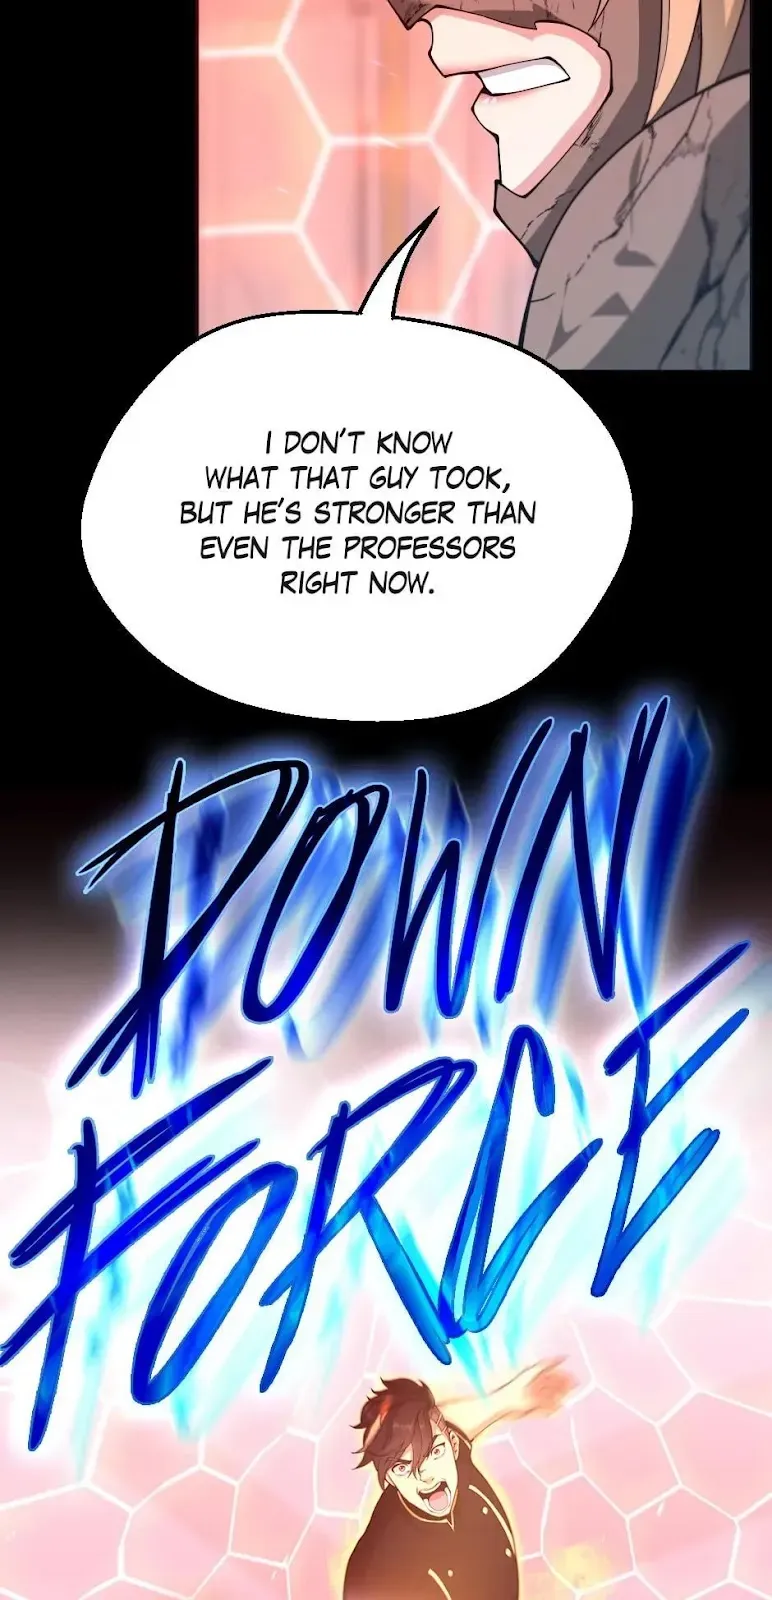 I DON'T KNOW
WHAT THAT GUY TOOK,
BUT HE'S STRONGER THAN
EVEN THE PROFESSORS
RIGHT NOW.
DOWN
FORCE